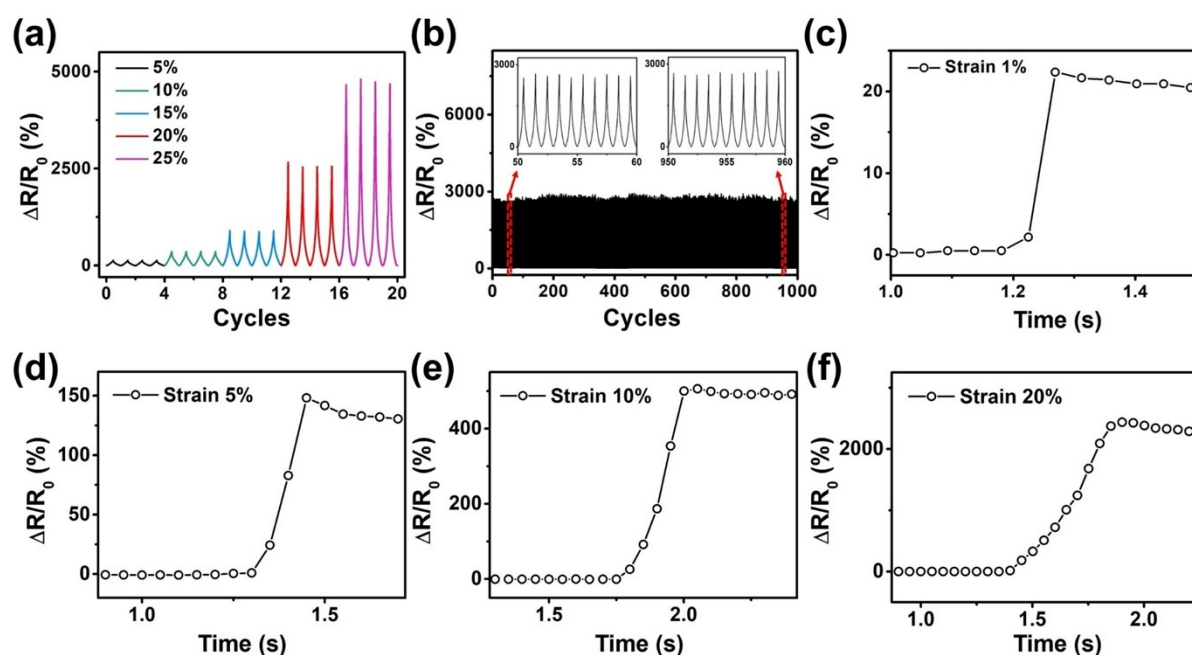 (a)
5%
10%
15%
20%
25%
5000
2500
0
ΔR/R₀ (%)
0 4 8 12 16 20
Cycles
(b)
9000
6000
3000
0
ΔR/R₀ (%)
3000
0
50 55 60
3000
0
950 955 960
0 200 400 600 800 1000
Cycles
(c)
Strain 1%
20
10
0
ΔR/R₀ (%)
1.0 1.2 1.4
Time (s)
(d)
Strain 5%
150
125
75
50
25
0
ΔR/R₀ (%)
1.0 1.5
Time (s)
(e)
Strain 10%
400
200
0
ΔR/R₀ (%)
1.5 2.0
Time (s)
(f)
Strain 20%
2000
0
ΔR/R₀ (%)
1.0 1.5 2.0
Time (s)